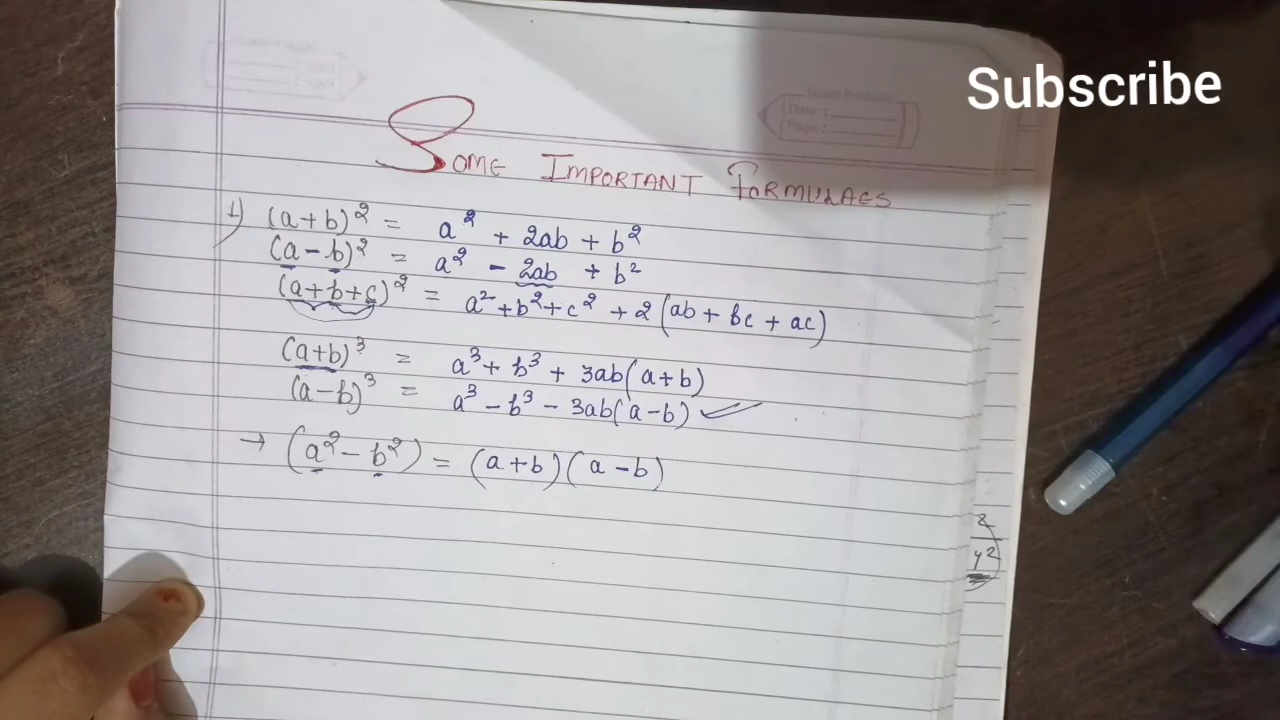 Subscribe
SOME IMPORTANT FORMULAES
1) (a+b)² = a² + 2ab + b²
(a-b)² = a² - 2ab + b²
(a+b+c)² = a²+b²+c² +2(ab+bc+ac)
(a+b)³ = a³+b³+3ab(a+b)
(a-b)³ = a³-b³-3ab(a-b)
→ (a²-b²) = (a+b)(a-b)
y²